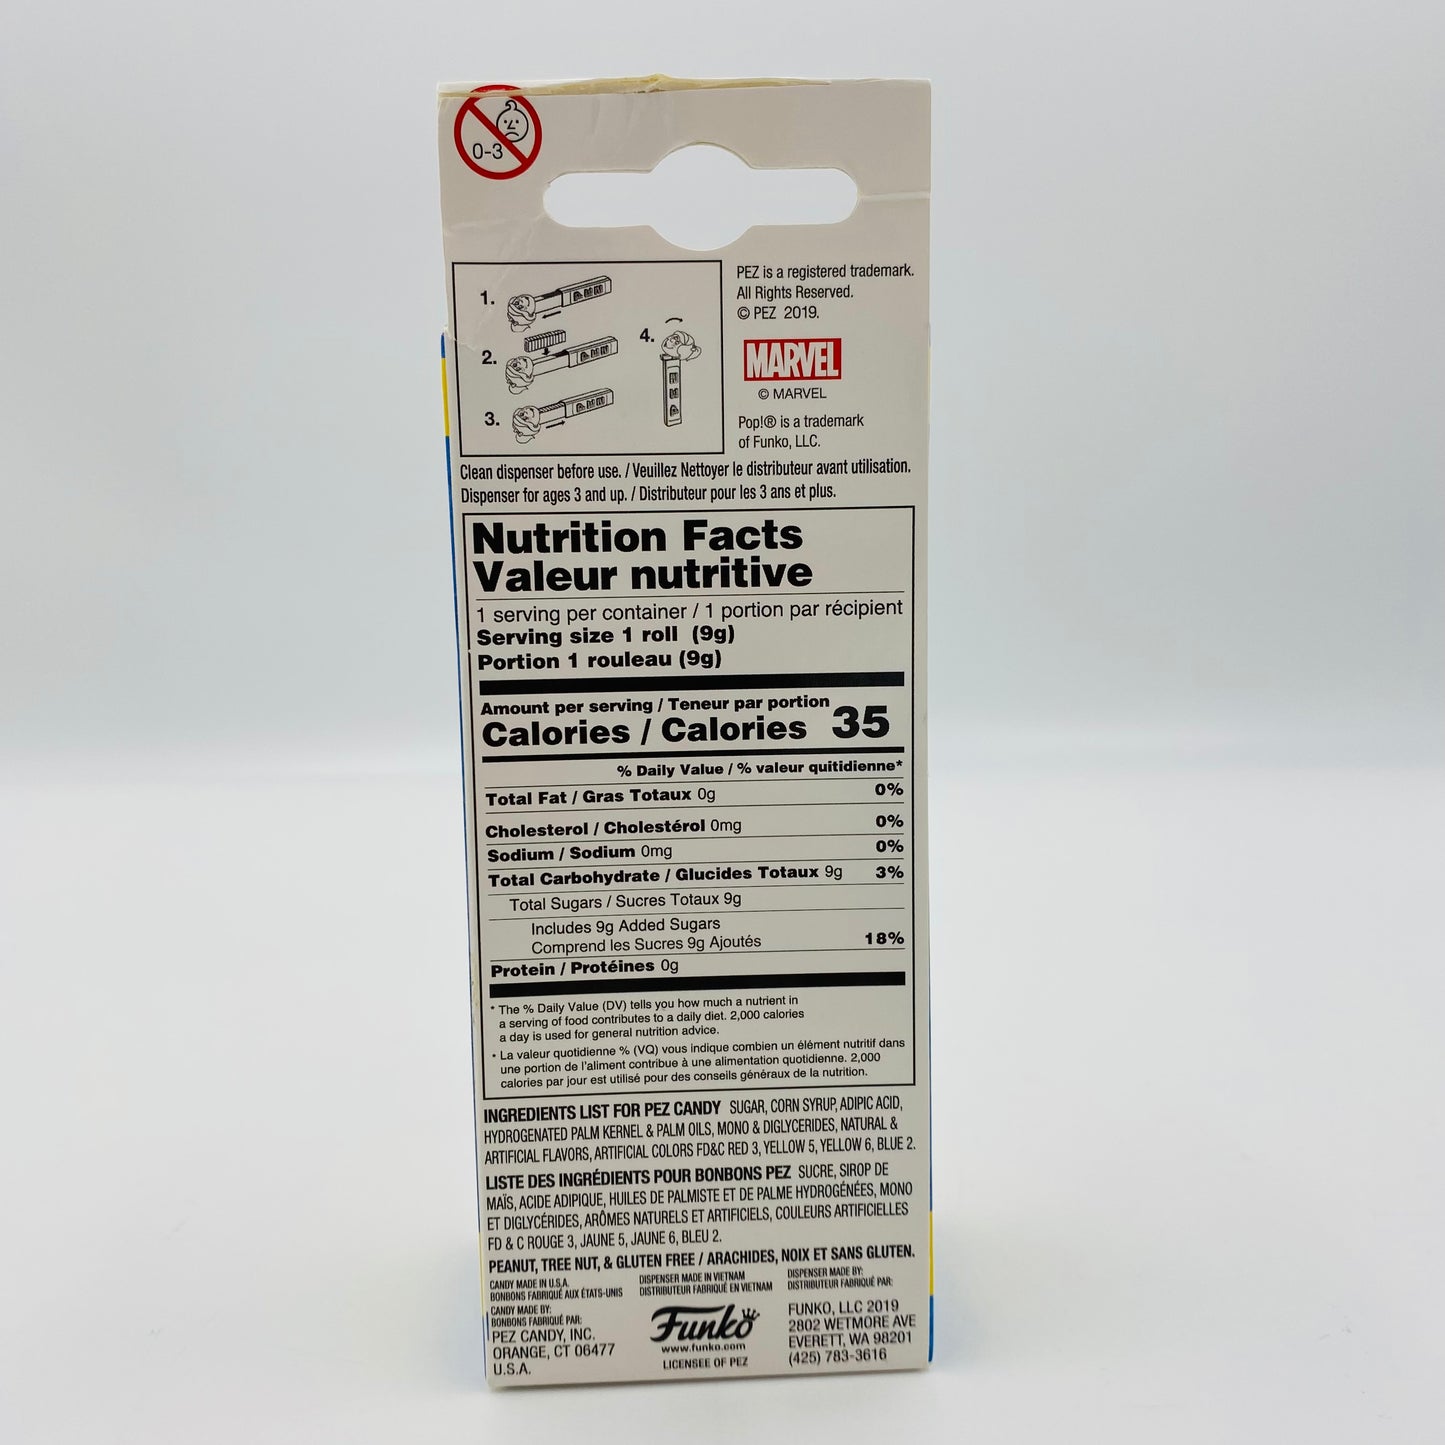 0-3
1.
2.
3.
4.
PEZ is a registered trademark.
All Rights Reserved.
© PEZ 2019.
MARVEL
© MARVEL
Pop!® is a trademark
of Funko, LLC.
Clean dispenser before use. / Veuillez Nettoyer le distributeur avant utilisation.
Dispenser for ages 3 and up. / Distributeur pour les 3 ans et plus.
Nutrition Facts
Valeur nutritive
1 serving per container / 1 portion par récipient
Serving size 1 roll (9g)
Portion 1 rouleau (9g)
Amount per serving / Teneur par portion
Calories / Calories 35
% Daily Value / % valeur quitidienne*
Total Fat / Gras Totaux 0g 0%
Cholesterol / Cholestérol 0mg 0%
Sodium / Sodium 0mg 0%
Total Carbohydrate / Glucides Totaux 9g 3%
Total Sugars / Sucres Totaux 9g
Includes 9g Added Sugars
Comprend les Sucres 9g Ajoutés 18%
Protein / Protéines 0g
* The % Daily Value (DV) tells you how much a nutrient in
a serving of food contributes to a daily diet. 2,000 calories
a day is used for general nutrition advice.
• La valeur quotidienne % (VQ) vous indique combien un élément nutritif dans
une portion de l'aliment contribue à une alimentation quotidienne. 2,000
calories par jour est utilisé pour des conseils généraux de la nutrition.
INGREDIENTS LIST FOR PEZ CANDY SUGAR, CORN SYRUP, ADIPIC ACID,
HYDROGENATED PALM KERNEL & PALM OILS, MONO & DIGLYCERIDES, NATURAL &
ARTIFICIAL FLAVORS, ARTIFICIAL COLORS FD&C RED 3, YELLOW 5, YELLOW 6, BLUE 2.
LISTE DES INGRÉDIENTS POUR BONBONS PEZ SUCRE, SIROP DE
MAÏS, ACIDE ADIPIQUE, HUILES DE PALMISTE ET DE PALME HYDROGÉNÉES, MONO
ET DIGLYCÉRIDES, ARÔMES NATURELS ET ARTIFICIELS, COULEURS ARTIFICIELLES
FD & C ROUGE 3, JAUNE 5, JAUNE 6, BLEU 2.
PEANUT, TREE NUT, & GLUTEN FREE / ARACHIDES, NOIX ET SANS GLUTEN.
CANDY MADE IN U.S.A.
BONBONS FABRIQUÉ AUX ÉTATS-UNIS
CANDY MADE BY:
BONBONS FABRIQUÉ PAR:
PEZ CANDY, INC.
ORANGE, CT 06477
U.S.A.
DISPENSER MADE IN VIETNAM
DISTRIBUTEUR FABRIQUÉ EN VIETNAM
Funko
www.funko.com
LICENSEE OF PEZ
DISPENSER MADE BY:
DISTRIBUTEUR FABRIQUÉ PAR:
FUNKO, LLC 2019
2802 WETMORE AVE
EVERETT, WA 98201
(425) 783-3616